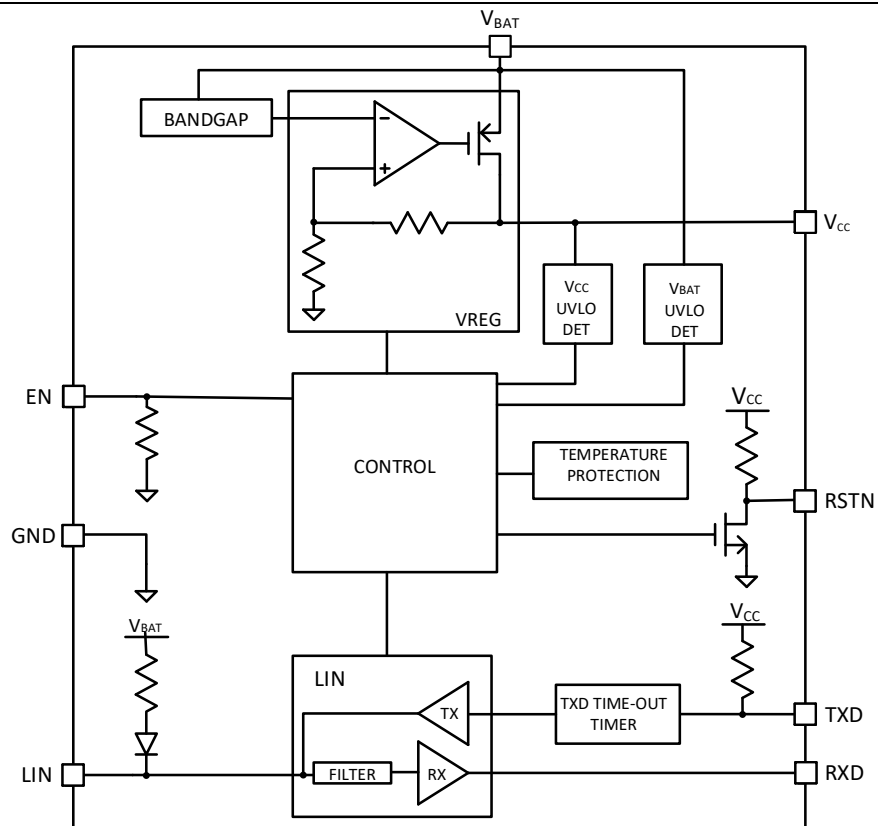 VBAT
BANDGAP
−
+
VCC
VCC
UVLO
DET
VBAT
UVLO
DET
VREG
EN
VCC
CONTROL
TEMPERATURE
PROTECTION
RSTN
GND
VBAT
VCC
LIN
TX
TXD TIME-OUT
TIMER
TXD
LIN
FILTER
RX
RXD